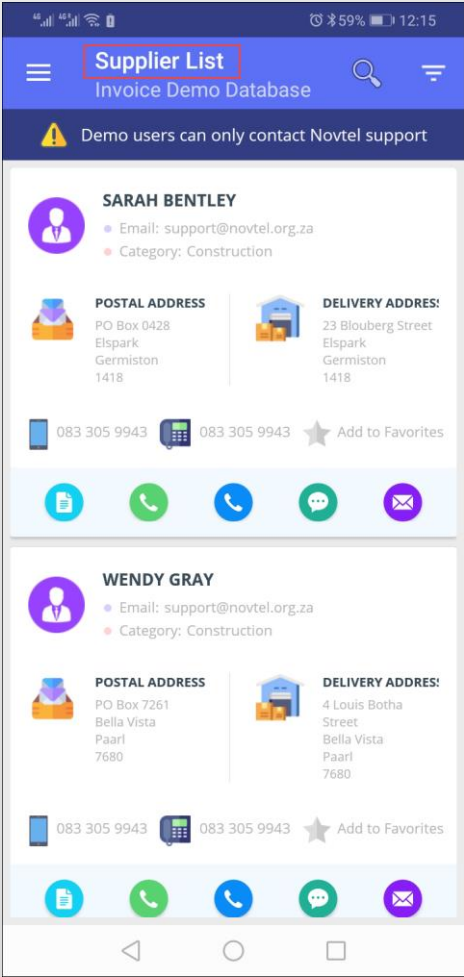 59% 12:15
Supplier List
Invoice Demo Database
Demo users can only contact Novtel support
SARAH BENTLEY
Email: support@novtel.org.za
Category: Construction
POSTAL ADDRESS
PO Box 0428
Elspark
Germiston
1418
DELIVERY ADDRES
23 Blouberg Street
Elspark
Germiston
1418
083 305 9943 083 305 9943 Add to Favorites
WENDY GRAY
Email: support@novtel.org.za
Category: Construction
POSTAL ADDRESS
PO Box 7261
Bella Vista
Paarl
7680
DELIVERY ADDRES
4 Louis Botha
Street
Bella Vista
Paarl
7680
083 305 9943 083 305 9943 Add to Favorites